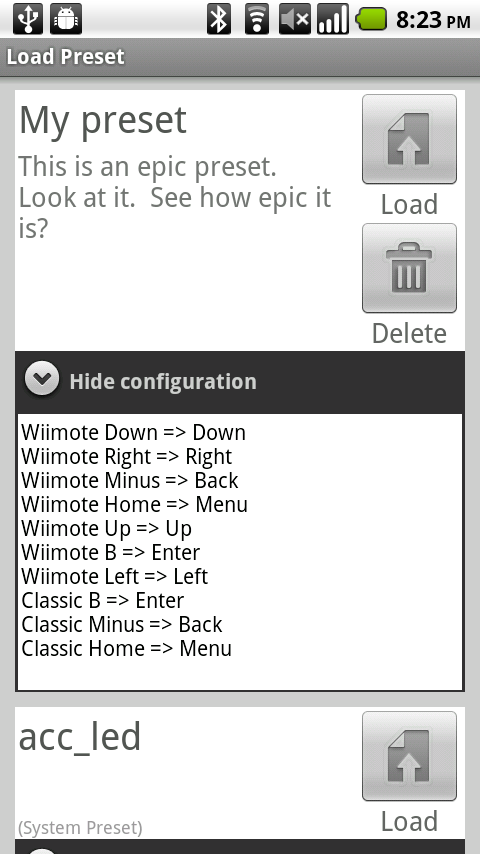 8:23 PM
Load Preset
My preset
This is an epic preset.
Look at it.  See how epic it
is?
Load
Delete
Hide configuration
Wiimote Down => Down
Wiimote Right => Right
Wiimote Minus => Back
Wiimote Home => Menu
Wiimote Up => Up
Wiimote B => Enter
Wiimote Left => Left
Classic B => Enter
Classic Minus => Back
Classic Home => Menu
acc_led
(System Preset)
Load